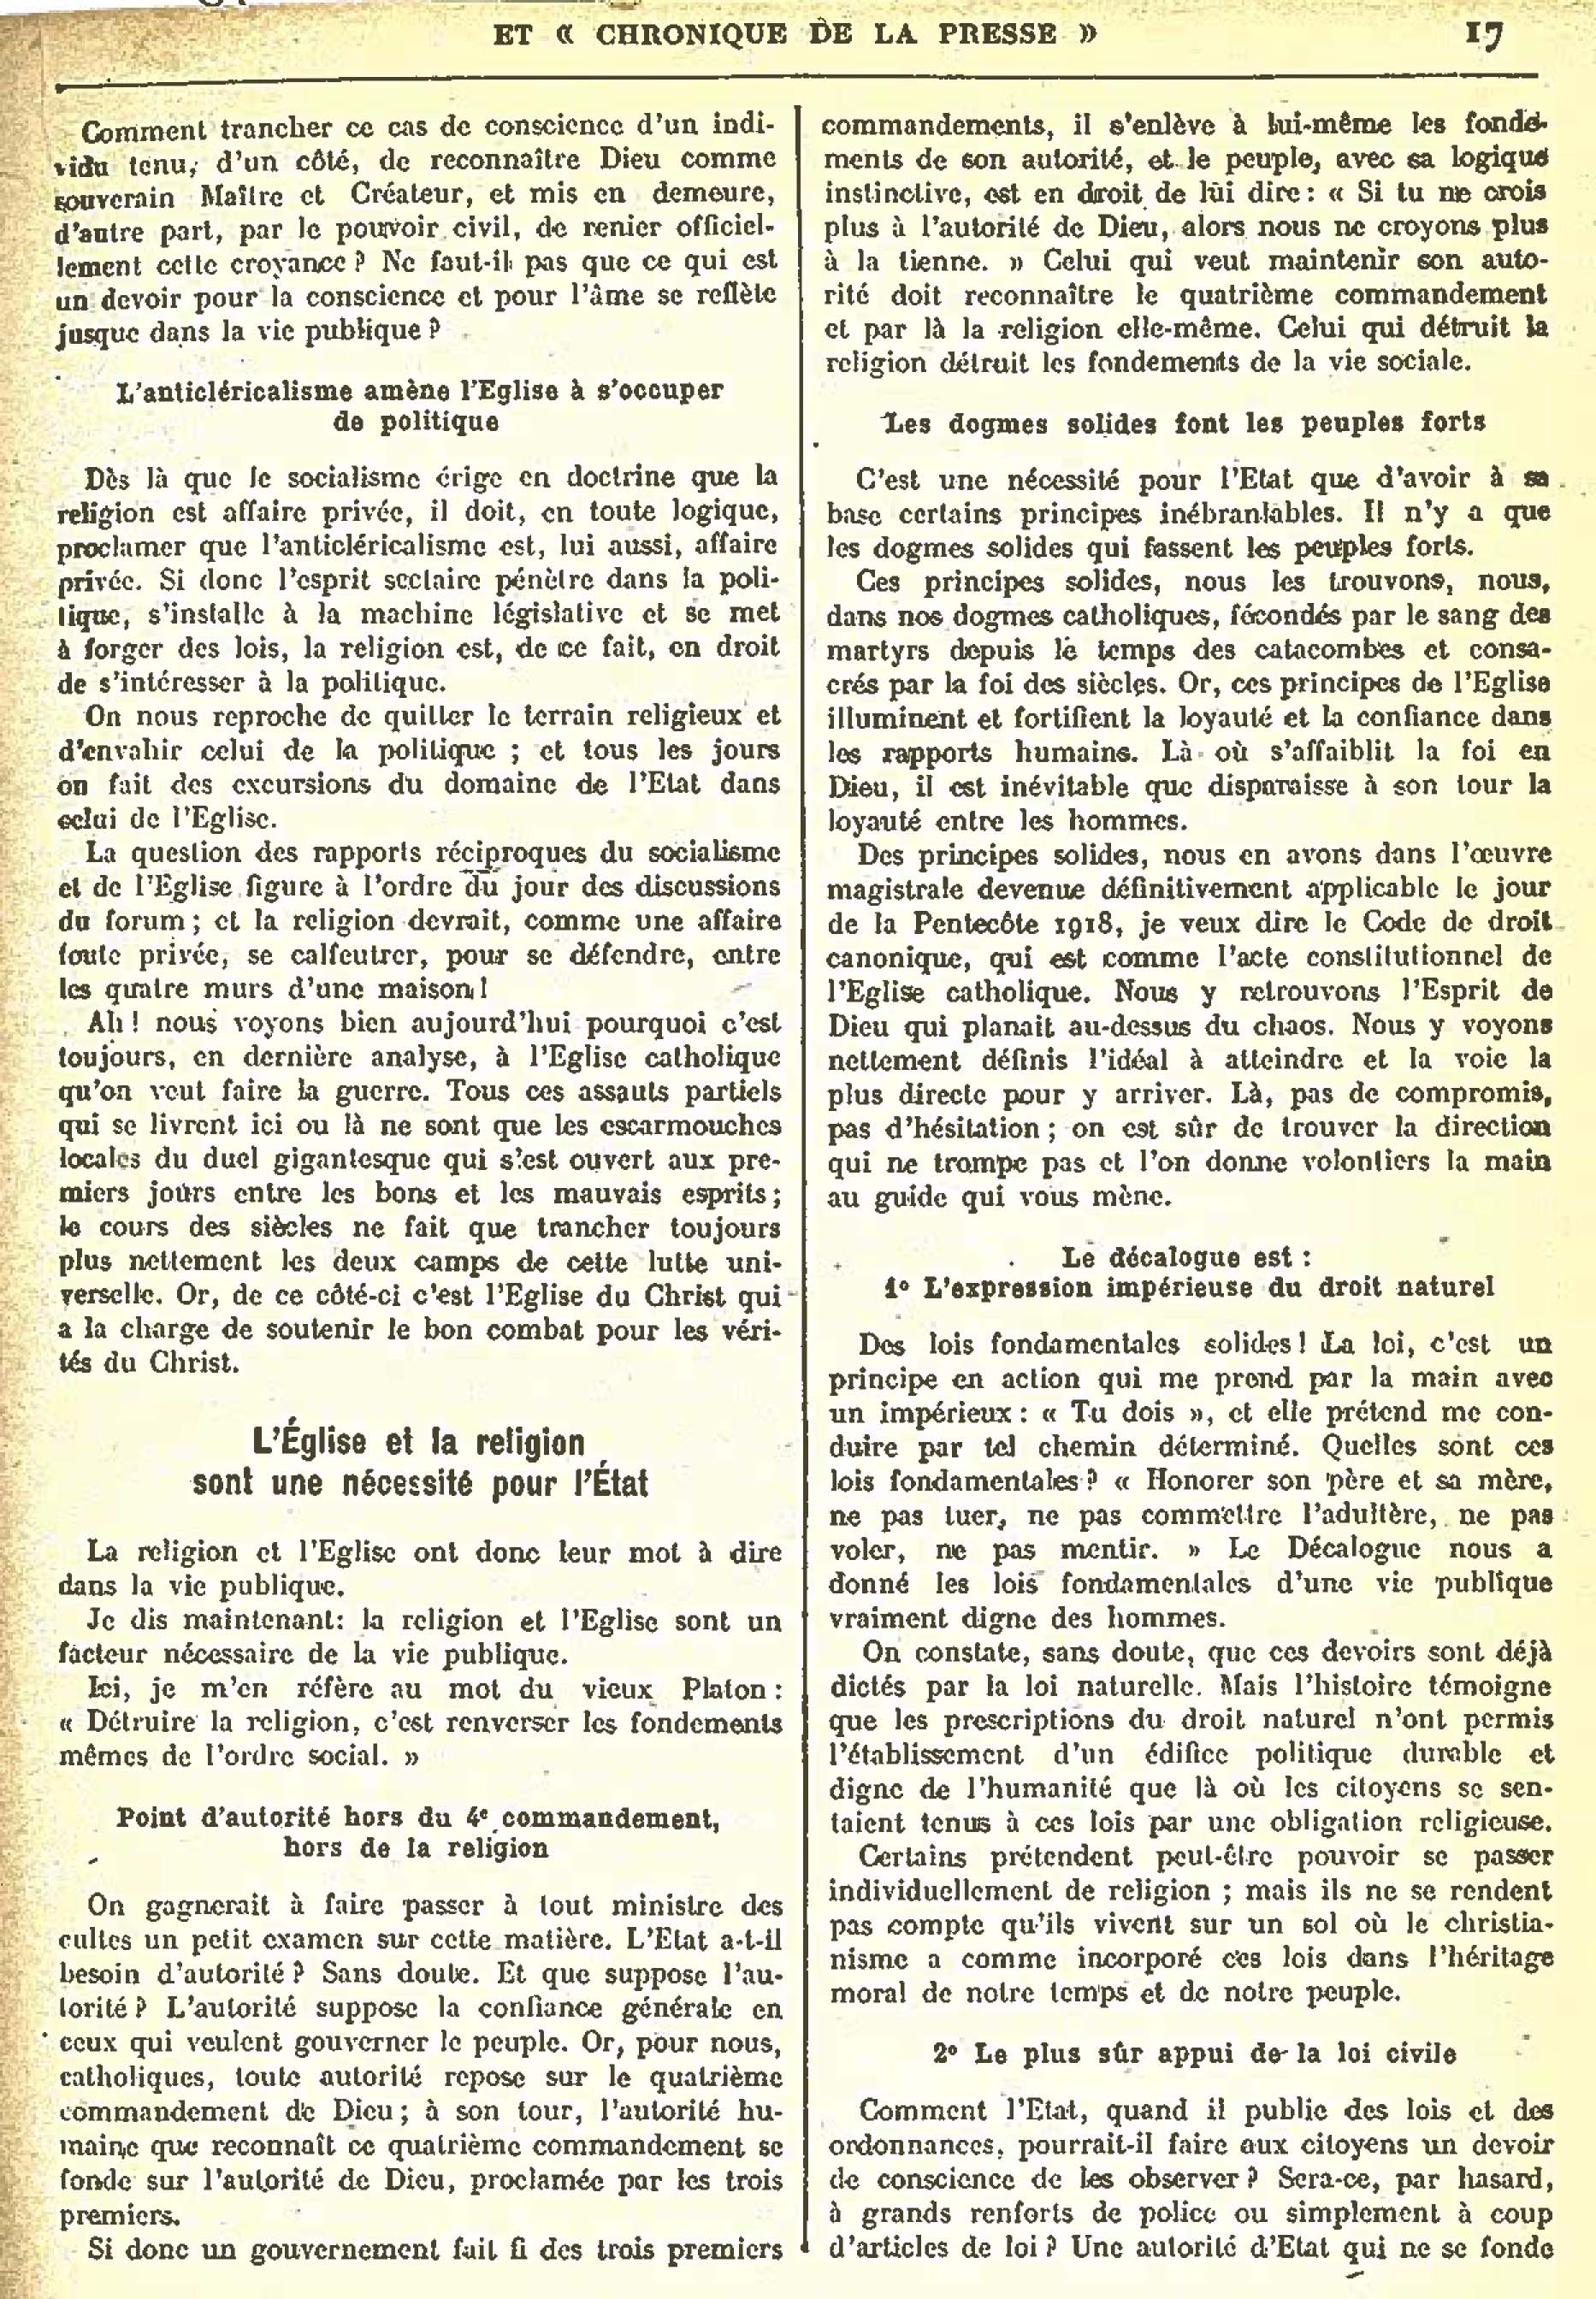 ET « CHRONIQUE DE LA PRESSE »
17
Comment trancher ce cas de conscience d'un indi-
vidu tenu, d'un côté, de reconnaître Dieu comme
souverain Maître et Créateur, et mis en demeure,
d'autre part, par le pouvoir civil, de renier officiel-
lement cette croyance ? Ne faut-il pas que ce qui est
un devoir pour la conscience et pour l'âme se reflète
jusque dans la vie publique ?
L'anticléricalisme amène l'Eglise à s'occuper
de politique
Dès là que le socialisme érige en doctrine que la
religion est affaire privée, il doit, en toute logique,
proclamer que l'anticléricalisme est, lui aussi, affaire
privée. Si donc l'esprit sectaire pénètre dans la poli-
tique, s'installe à la machine législative et se met
à forger des lois, la religion est, de ce fait, en droit
de s'intéresser à la politique.
On nous reproche de quitter le terrain religieux et
d'envahir celui de la politique ; et tous les jours
on fait des excursions du domaine de l'Etat dans
celui de l'Eglise.
La question des rapports réciproques du socialisme
et de l'Eglise figure à l'ordre du jour des discussions
du forum ; et la religion devrait, comme une affaire
toute privée, se calfeutrer, pour se défendre, entre
les quatre murs d'une maison !
Ah ! nous voyons bien aujourd'hui pourquoi c'est
toujours, en dernière analyse, à l'Eglise catholique
qu'on veut faire la guerre. Tous ces assauts partiels
qui se livrent ici ou là ne sont que les escarmouches
locales du duel gigantesque qui s'est ouvert aux pre-
miers jours entre les bons et les mauvais esprits ;
le cours des siècles ne fait que trancher toujours
plus nettement les deux camps de cette lutte uni-
verselle. Or, de ce côté-ci c'est l'Eglise du Christ qui
a la charge de soutenir le bon combat pour les véri-
tés du Christ.
L'Église et la religion
sont une nécessité pour l'État
La religion et l'Eglise ont donc leur mot à dire
dans la vie publique.
Je dis maintenant : la religion et l'Eglise sont un
facteur nécessaire de la vie publique.
Ici, je m'en réfère au mot du vieux Platon :
« Détruire la religion, c'est renverser les fondements
mêmes de l'ordre social. »
Point d'autorité hors du 4e commandement,
hors de la religion
On gagnerait à faire passer à tout ministre des
cultes un petit examen sur cette matière. L'Etat a-t-il
besoin d'autorité ? Sans doute. Et que suppose l'au-
torité ? L'autorité suppose la confiance générale en
ceux qui veulent gouverner le peuple. Or, pour nous,
catholiques, toute autorité repose sur le quatrième
commandement de Dieu ; à son tour, l'autorité hu-
maine que reconnaît ce quatrième commandement se
fonde sur l'autorité de Dieu, proclamée par les trois
premiers.
Si donc un gouvernement fait fi des trois premiers
commandements, il s'enlève à lui-même les fonde-
ments de son autorité, et le peuple, avec sa logique
instinctive, est en droit de lui dire : « Si tu ne crois
plus à l'autorité de Dieu, alors nous ne croyons plus
à la tienne. » Celui qui veut maintenir son auto-
rité doit reconnaître le quatrième commandement
et par là la religion elle-même. Celui qui détruit la
religion détruit les fondements de la vie sociale.
Les dogmes solides font les peuples forts
C'est une nécessité pour l'Etat que d'avoir à sa
base certains principes inébranlables. Il n'y a que
les dogmes solides qui fassent les peuples forts.
Ces principes solides, nous les trouvons, nous,
dans nos dogmes catholiques, fécondés par le sang des
martyrs depuis le temps des catacombes et consa-
crés par la foi des siècles. Or, ces principes de l'Eglise
illuminent et fortifient la loyauté et la confiance dans
les rapports humains. Là où s'affaiblit la foi en
Dieu, il est inévitable que disparaisse à son tour la
loyauté entre les hommes.
Des principes solides, nous en avons dans l'œuvre
magistrale devenue définitivement applicable le jour
de la Pentecôte 1918, je veux dire le Code de droit
canonique, qui est comme l'acte constitutionnel de
l'Eglise catholique. Nous y retrouvons l'Esprit de
Dieu qui planait au-dessus du chaos. Nous y voyons
nettement définis l'idéal à atteindre et la voie la
plus directe pour y arriver. Là, pas de compromis,
pas d'hésitation ; on est sûr de trouver la direction
qui ne trompe pas et l'on donne volontiers la main
au guide qui vous mène.
Le décalogue est :
1° L'expression impérieuse du droit naturel
Des lois fondamentales solides ! La loi, c'est un
principe en action qui me prend par la main avec
un impérieux : « Tu dois », et elle prétend me con-
duire par tel chemin déterminé. Quelles sont ces
lois fondamentales ? « Honorer son père et sa mère,
ne pas tuer, ne pas commettre l'adultère, ne pas
voler, ne pas mentir. » Le Décalogue nous a
donné les lois fondamentales d'une vie publique
vraiment digne des hommes.
On constate, sans doute, que ces devoirs sont déjà
dictés par la loi naturelle. Mais l'histoire témoigne
que les prescriptions du droit naturel n'ont permis
l'établissement d'un édifice politique durable et
digne de l'humanité que là où les citoyens se sen-
taient tenus à ces lois par une obligation religieuse.
Certains prétendent peut-être pouvoir se passer
individuellement de religion ; mais ils ne se rendent
pas compte qu'ils vivent sur un sol où le christia-
nisme a comme incorporé ces lois dans l'héritage
moral de notre temps et de notre peuple.
2° Le plus sûr appui de la loi civile
Comment l'Etat, quand il publie des lois et des
ordonnances, pourrait-il faire aux citoyens un devoir
de conscience de les observer ? Sera-ce, par hasard,
à grands renforts de police ou simplement à coup
d'articles de loi ? Une autorité d'Etat qui ne se fonde